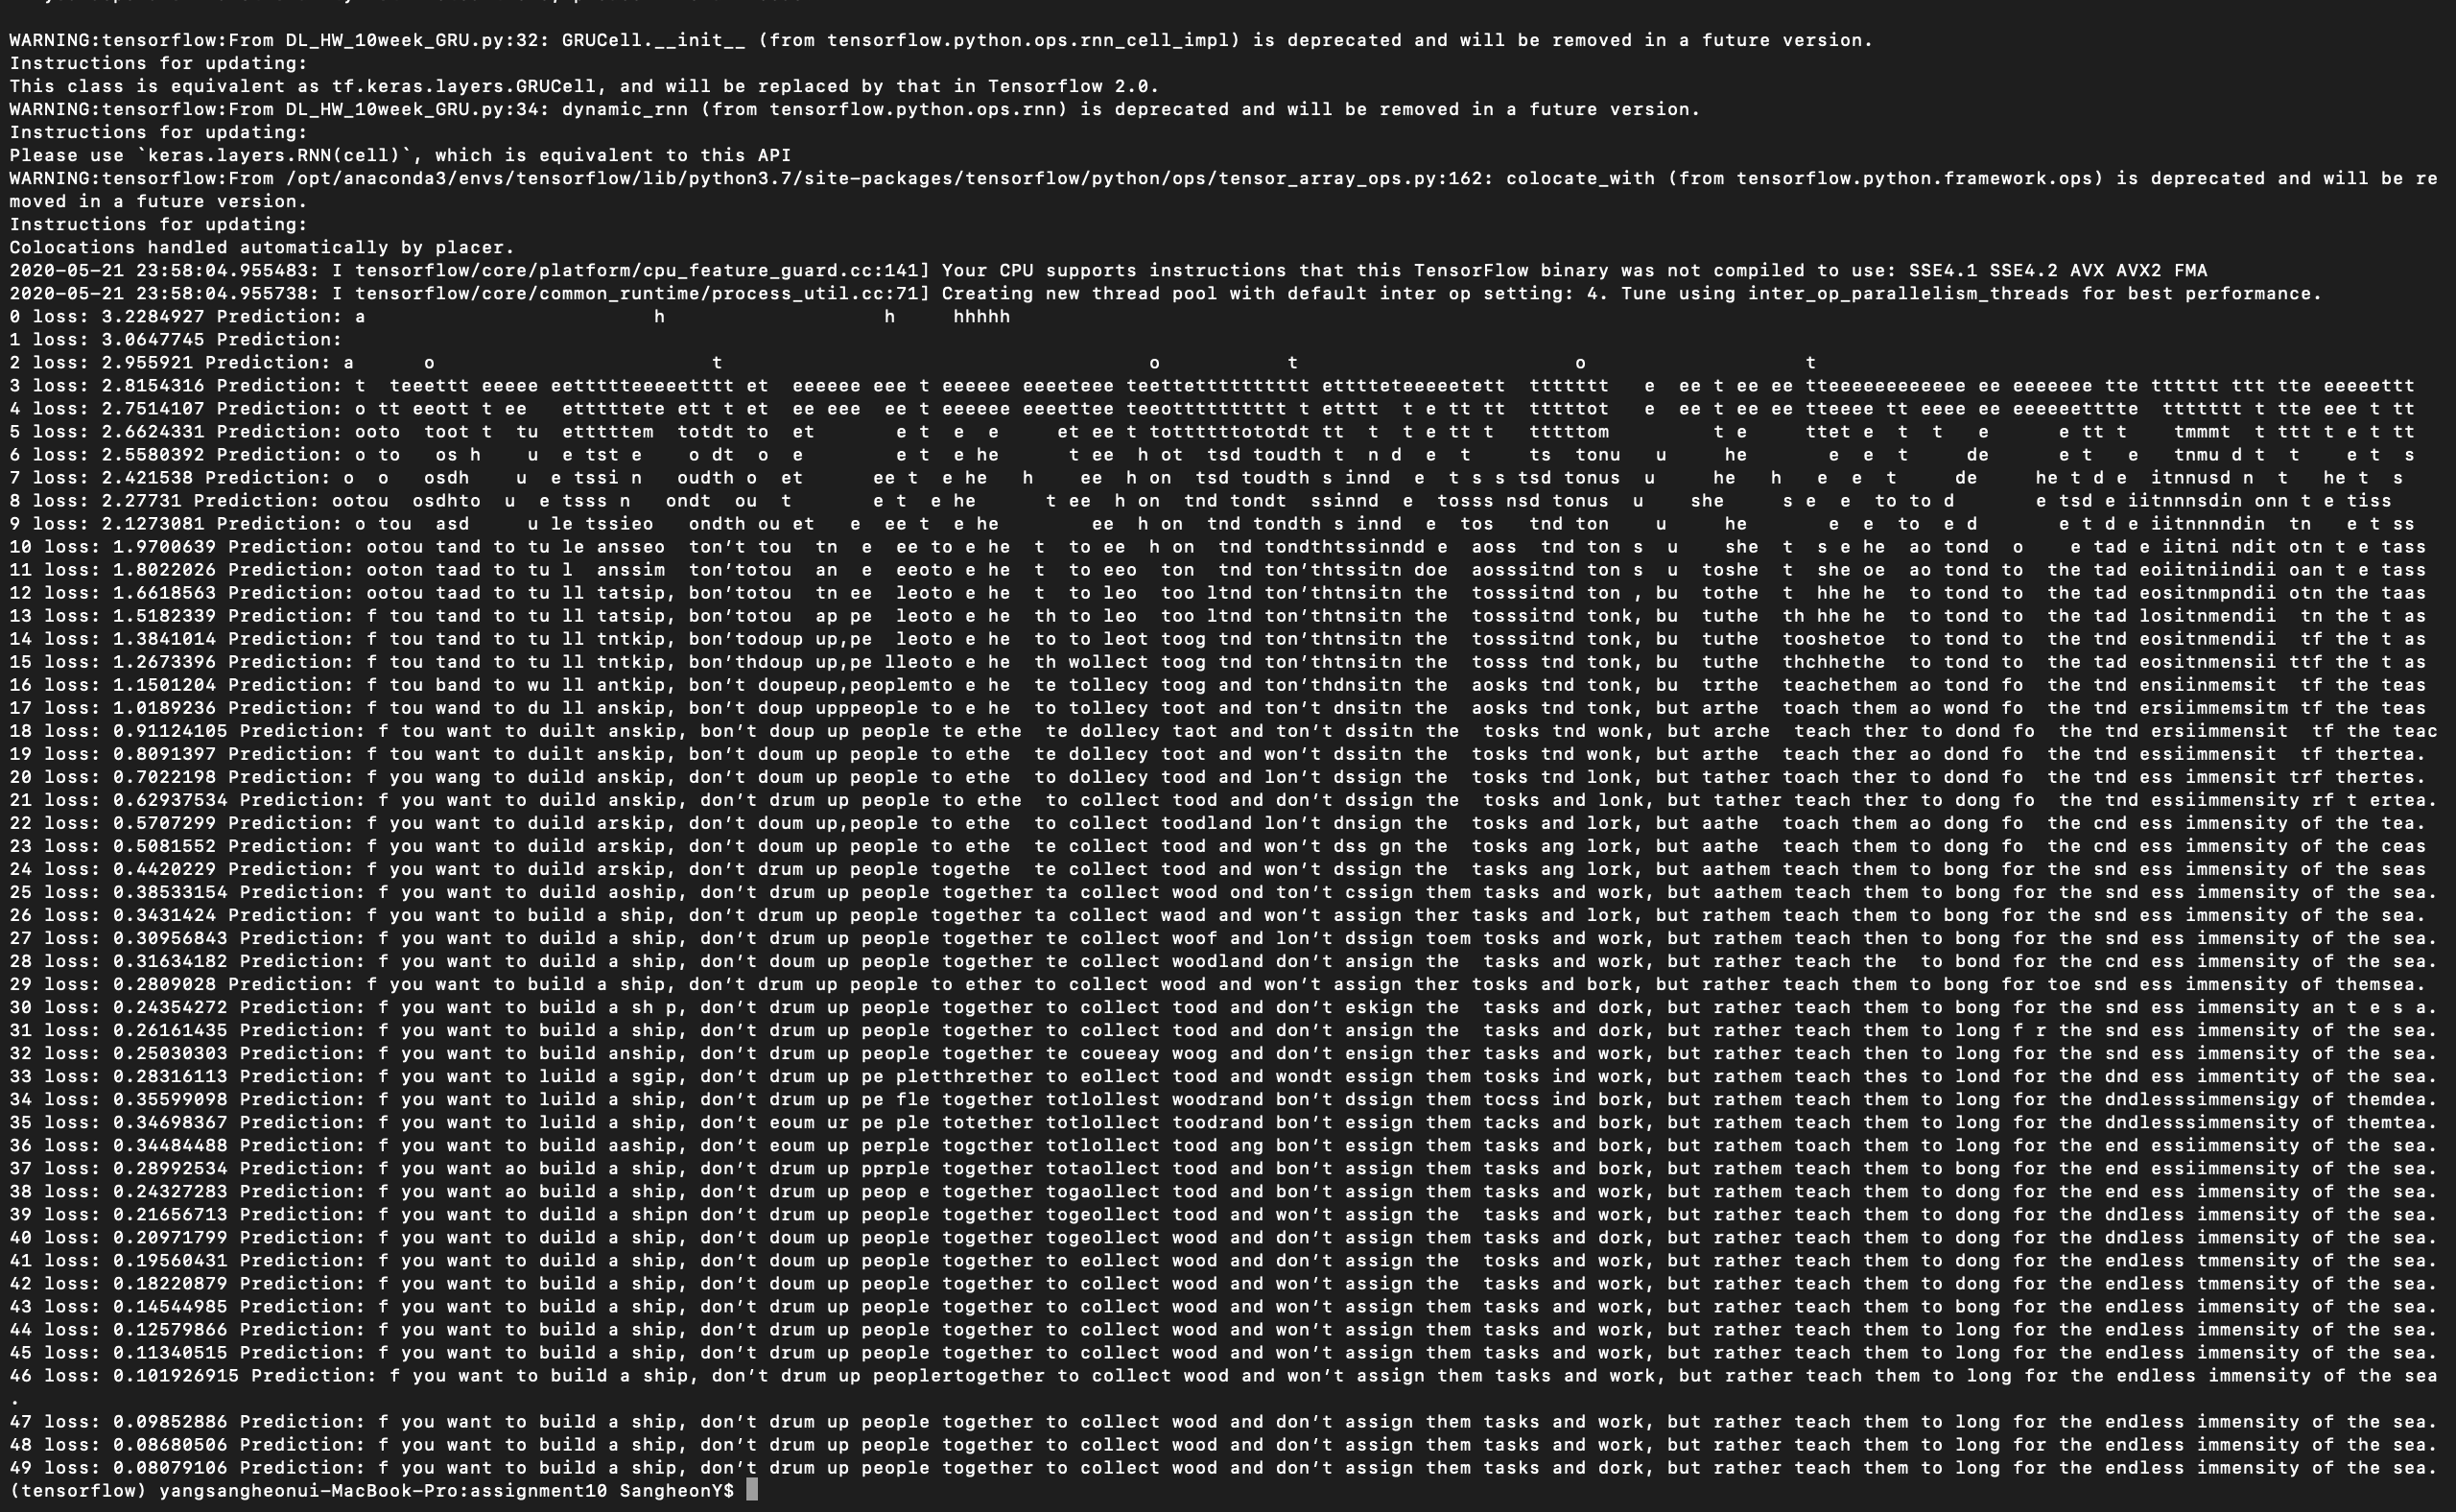 WARNING:tensorflow:From DL_HW_10week_GRU.py:32: GRUCell.__init__ (from tensorflow.python.ops.rnn_cell_impl) is deprecated and will be removed in a future version.
Instructions for updating:
This class is equivalent as tf.keras.layers.GRUCell, and will be replaced by that in Tensorflow 2.0.
WARNING:tensorflow:From DL_HW_10week_GRU.py:34: dynamic_rnn (from tensorflow.python.ops.rnn) is deprecated and will be removed in a future version.
Instructions for updating:
Please use `keras.layers.RNN(cell)`, which is equivalent to this API
WARNING:tensorflow:From /opt/anaconda3/envs/tensorflow/lib/python3.7/site-packages/tensorflow/python/ops/tensor_array_ops.py:162: colocate_with (from tensorflow.python.framework.ops) is deprecated and will be re
moved in a future version.
Instructions for updating:
Colocations handled automatically by placer.
2020-05-21 23:58:04.955483: I tensorflow/core/platform/cpu_feature_guard.cc:141] Your CPU supports instructions that this TensorFlow binary was not compiled to use: SSE4.1 SSE4.2 AVX AVX2 FMA
2020-05-21 23:58:04.955738: I tensorflow/core/common_runtime/process_util.cc:71] Creating new thread pool with default inter op setting: 4. Tune using inter_op_parallelism_threads for best performance.
0 loss: 3.2284927 Prediction: a                         h                   h     hhhhh
1 loss: 3.0647745 Prediction:
2 loss: 2.955921 Prediction: a      o                        t                                     o           t                        o                   t
3 loss: 2.8154316 Prediction: t  teeettt eeeee eettttteeeeetttt et  eeeeee eee t eeeeee eeeeteee teettetttttttttt etttteteeeeetett  ttttttt   e  ee t ee ee tteeeeeeeeeeee ee eeeeeee tte tttttt ttt tte eeeeettt
4 loss: 2.7514107 Prediction: o tt eeott t ee   etttttete ett t et  ee eee  ee t eeeeee eeeettee teeottttttttt t etttt  t e tt tt  tttttot   e  ee t ee ee tteeee tt eeee ee eeeeeetttte  ttttttt t tte eee t tt
5 loss: 2.6624331 Prediction: ooto  toot t  tu  etttttem  totdt to  et       e t  e  e     et ee t totttttototdt tt  t  t e tt t   tttttom         t e     ttet e  t  t   e      e tt t    tmmmt  t ttt t e t tt
6 loss: 2.5580392 Prediction: o to   os h    u  e tst e    o dt  o  e        e t  e he      t ee  h ot  tsd toudth t  n d  e  t     ts  tonu   u     he       e  e  t     de      e t   e   tnmu d t  t    e t  s
7 loss: 2.421538 Prediction: o  o   osdh    u  e tssi n   oudth o  et      ee t  e he   h    ee  h on  tsd toudth s innd  e  t s s tsd tonus  u     he   h   e  e  t     de     he t d e  itnnusd n  t   he t  s
8 loss: 2.27731 Prediction: ootou  osdhto  u  e tsss n   ondt  ou  t       e t  e he      t ee  h on  tnd tondt  ssinnd  e  tosss nsd tonus  u    she     s e  e  to to d       e tsd e iitnnnsdin onn t e tiss
9 loss: 2.1273081 Prediction: o tou  asd     u le tssieo   ondth ou et   e  ee t  e he        ee  h on  tnd tondth s innd  e  tos   tnd ton    u     he       e  e  to  e d       e t d e iitnnnndin  tn   e t ss
10 loss: 1.9700639 Prediction: ootou tand to tu le ansseo  ton't tou  tn  e  ee to e he  t  to ee  h on  tnd tondthtssinndd e  aoss  tnd ton s  u    she  t  s e he  ao tond  o    e tad e iitni ndit otn t e tass
11 loss: 1.8022026 Prediction: ooton taad to tu l  anssim  ton'totou  an  e  eeoto e he  t  to eeo  ton  tnd ton'thtssitn doe  aosssitnd ton s  u  toshe  t  she oe  ao tond to  the tad eoiitniindii oan t e tass
12 loss: 1.6618563 Prediction: ootou taad to tu ll tatsip, bon'totou  tn ee  leoto e he  t  to leo  too ltnd ton'thtnsitn the  tosssitnd ton , bu  tothe  t  hhe he  to tond to  the tad eositnmpndii otn the taas
13 loss: 1.5182339 Prediction: f tou tand to tu ll tatsip, bon'totou  ap pe  leoto e he  th to leo  too ltnd ton'thtnsitn the  tosssitnd tonk, bu  tuthe  th hhe he  to tond to  the tad lositnmendii  tn the t as
14 loss: 1.3841014 Prediction: f tou tand to tu ll tntkip, bon'todoup up,pe  leoto e he  to to leot toog tnd ton'thtnsitn the  tosssitnd tonk, bu  tuthe  tooshetoe  to tond to  the tnd eositnmendii  tf the t as
15 loss: 1.2673396 Prediction: f tou tand to tu ll tntkip, bon'thdoup up,pe lleoto e he  th wollect toog tnd ton'thtnsitn the  tosss tnd tonk, bu  tuthe  thchhethe  to tond to  the tad eositnmensii ttf the t as
16 loss: 1.1501204 Prediction: f tou band to wu ll antkip, bon't doupeup,peoplemto e he  te tollecy toog and ton'thdnsitn the  aosks tnd tonk, bu  trthe  teachethem ao tond fo  the tnd ensiinmemsit  tf the teas
17 loss: 1.0189236 Prediction: f tou wand to du ll anskip, bon't doup upppeople to e he  to tollecy toot and ton't dnsitn the  aosks tnd tonk, but arthe  toach them ao wond fo  the tnd ersiimmemsitm tf the teas
18 loss: 0.91124105 Prediction: f tou want to duilt anskip, bon't doup up people te ethe  te dollecy taot and ton't dssitn the  tosks tnd wonk, but arche  teach ther to dond fo  the tnd ersiimmensit  tf the teac
19 loss: 0.8091397 Prediction: f tou want to duilt anskip, bon't doum up people to ethe  te dollecy toot and won't dssitn the  tosks tnd wonk, but arthe  teach ther ao dond fo  the tnd essiimmensit  tf thertea.
20 loss: 0.7022198 Prediction: f you wang to duild anskip, don't doum up people to ethe  to dollecy tood and lon't dssign the  tosks tnd lonk, but tather teach ther to dond fo  the tnd ess immensit trf thertes.
21 loss: 0.62937534 Prediction: f you want to duild anskip, don't drum up people to ethe  to collect tood and don't dssign the  tosks and lonk, but tather teach ther to dong fo  the tnd essiimmensity rf t ertea.
22 loss: 0.5707299 Prediction: f you want to duild arskip, don't doum up,people to ethe  to collect toodland lon't dnsign the  tosks and lork, but aathe  toach them ao dong fo  the cnd ess immensity of the tea.
23 loss: 0.5081552 Prediction: f you want to duild arskip, don't doum up people to ethe  te collect tood and won't dss gn the  tosks ang lork, but aathe  teach them to dong fo  the cnd ess immensity of the ceas
24 loss: 0.4420229 Prediction: f you want to duild arskip, don't drum up people togethe  te collect tood and won't dssign the  tasks ang lork, but aathem teach them to bong for the snd ess immensity of the seas
25 loss: 0.38533154 Prediction: f you want to duild aoship, don't drum up people together ta collect wood ond ton't cssign them tasks and work, but aathem teach them to bong for the snd ess immensity of the sea.
26 loss: 0.3431424 Prediction: f you want to build a ship, don't drum up people together ta collect waod and won't assign ther tasks and lork, but rathem teach them to bong for the snd ess immensity of the sea.
27 loss: 0.30956843 Prediction: f you want to duild a ship, don't drum up people together te collect woof and lon't dssign toem tosks and work, but rathem teach then to bong for the snd ess immensity of the sea.
28 loss: 0.31634182 Prediction: f you want to duild a ship, don't doum up people together te collect woodland don't ansign the  tasks and work, but rather teach the  to bond for the cnd ess immensity of the sea.
29 loss: 0.2809028 Prediction: f you want to build a ship, don't drum up people to ether to collect wood and won't assign ther tosks and bork, but rather teach them to bong for toe snd ess immensity of themsea.
30 loss: 0.24354272 Prediction: f you want to build a sh p, don't drum up people together to collect tood and don't eskign the  tasks and dork, but rather teach them to bong for the snd ess immensity an t e s a.
31 loss: 0.26161435 Prediction: f you want to build a ship, don't drum up people together to collect tood and don't ansign the  tasks and dork, but rather teach them to long f r the snd ess immensity of the sea.
32 loss: 0.25030303 Prediction: f you want to build anship, don't drum up people together te coueeay woog and don't ensign ther tasks and work, but rather teach then to long for the snd ess immensity of the sea.
33 loss: 0.28316113 Prediction: f you want to luild a sgip, don't drum up pe pletthrether to eollect tood and wondt essign them tosks ind work, but rathem teach thes to lond for the dnd ess immentity of the sea.
34 loss: 0.35599098 Prediction: f you want to luild a ship, don't drum up pe fle together totlollest woodrand bon't dssign them tocss ind bork, but rathem teach them to long for the dndlesssimmensigy of themdea.
35 loss: 0.34698367 Prediction: f you want to luild a ship, don't eoum ur pe ple totether totlollect toodrand bon't essign them tacks and bork, but rathem teach them to long for the dndlesssimmensity of themtea.
36 loss: 0.34484488 Prediction: f you want to build aaship, don't eoum up perple togcther totlollect tood ang bon't essign them tasks and bork, but rathem toach them to long for the end essiimmensity of the sea.
37 loss: 0.28992534 Prediction: f you want ao build a ship, don't drum up pprple together totaollect tood and bon't assign them tasks and bork, but rathem teach them to bong for the end essiimmensity of the sea.
38 loss: 0.24327283 Prediction: f you want ao build a ship, don't drum up peop e together togaollect tood and bon't assign them tasks and work, but rathem teach them to dong for the end ess immensity of the sea.
39 loss: 0.21656713 Prediction: f you want to duild a shipn don't drum up people together togeollect tood and won't assign the  tasks and work, but rather teach them to dong for the dndless immensity of the sea.
40 loss: 0.20971799 Prediction: f you want to duild a ship, don't doum up people together togeollect wood and don't assign them tasks and dork, but rather teach them to dong for the dndless immensity of the sea.
41 loss: 0.19560431 Prediction: f you want to duild a ship, don't doum up people together to eollect wood and don't assign the  tosks and work, but rather teach them to dong for the endless tmmensity of the sea.
42 loss: 0.18220879 Prediction: f you want to duild a ship, don't doum up people together to collect wood and won't assign the  tasks and work, but rather teach them to dong for the endless tmmensity of the sea.
43 loss: 0.14544985 Prediction: f you want to build a ship, don't drum up people together to collect wood and won't assign them tasks and work, but rather teach them to bong for the endless immensity of the sea.
44 loss: 0.12579866 Prediction: f you want to build a ship, don't drum up people together to collect wood and won't assign them tasks and work, but rather teach them to long for the endless immensity of the sea.
45 loss: 0.11340515 Prediction: f you want to build a ship, don't drum up people together to collect wood and won't assign them tasks and work, but rather teach them to long for the endless immensity of the sea.
46 loss: 0.101926915 Prediction: f you want to build a ship, don't drum up peoplertogether to collect wood and won't assign them tasks and work, but rather teach them to long for the endless immensity of the sea
.
47 loss: 0.09852886 Prediction: f you want to build a ship, don't drum up people together to collect wood and don't assign them tasks and work, but rather teach them to long for the endless immensity of the sea.
48 loss: 0.08680506 Prediction: f you want to build a ship, don't drum up people together to collect wood and don't assign them tasks and work, but rather teach them to long for the endless immensity of the sea.
49 loss: 0.08079106 Prediction: f you want to build a ship, don't drum up people together to collect wood and don't assign them tasks and dork, but rather teach them to long for the endless immensity of the sea.
(tensorflow) yangsangheonui-MacBook-Pro:assignment10 SangheonY$